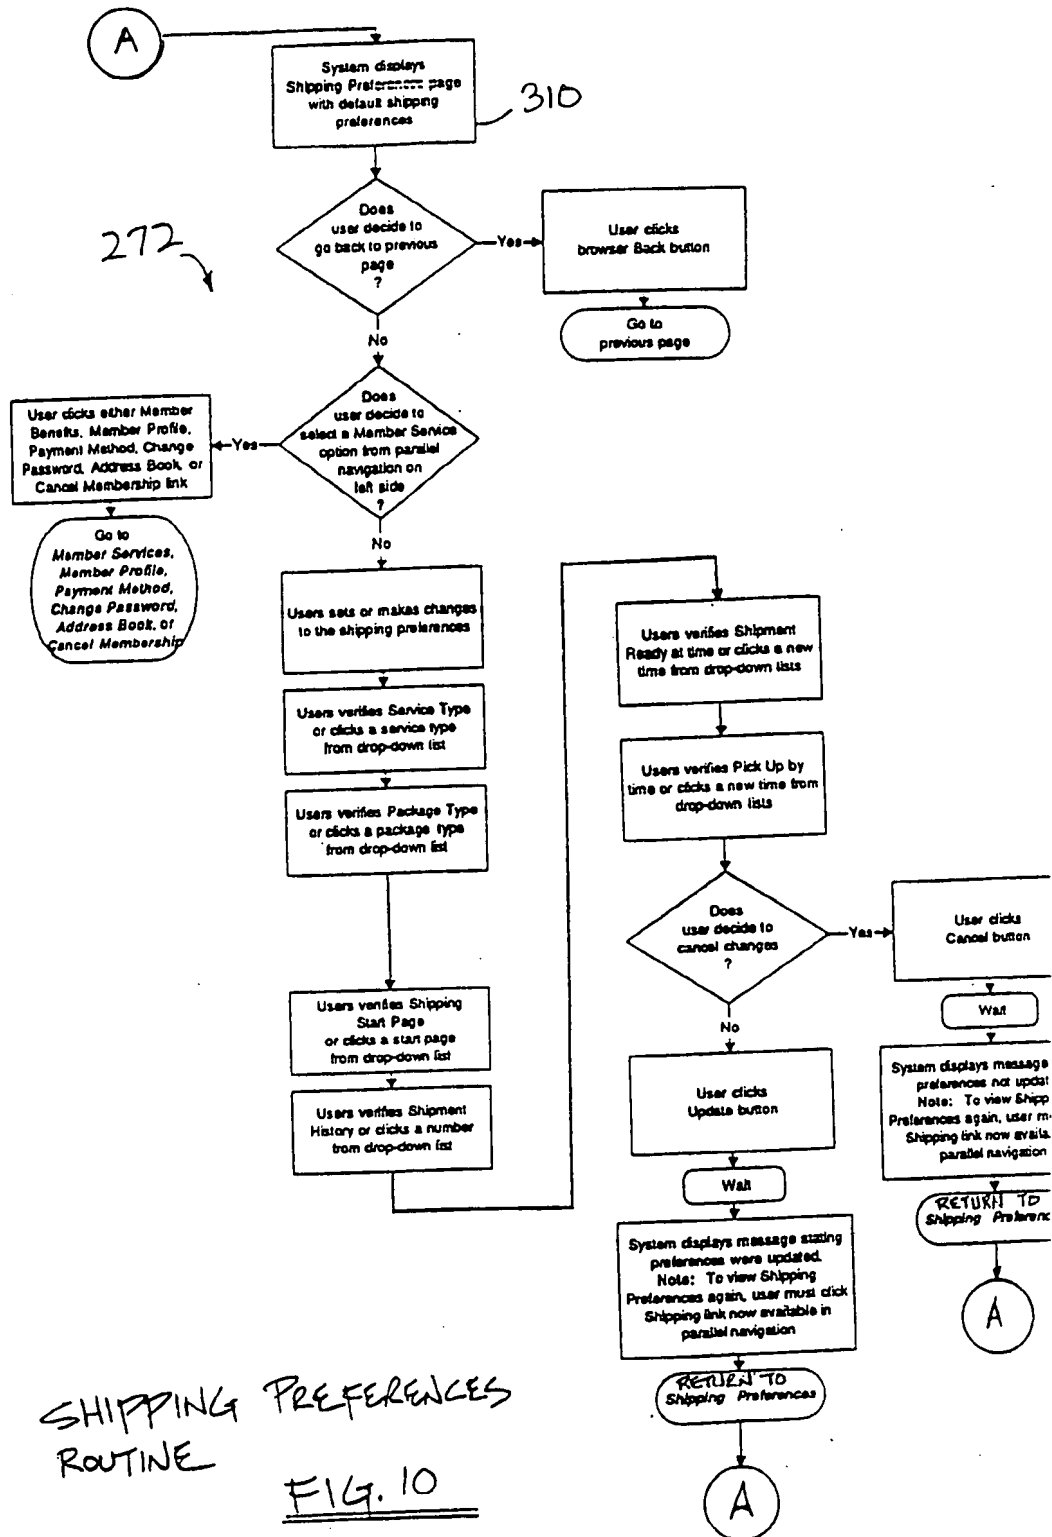 A
System displays
Shipping Preferences page
with default shipping
preferences
310
272
Does
user decide to
go back to previous
page
?
Yes
User clicks
browser Back button
Go to
previous page
No
Does
user decide to
select a Member Service
option from parallel
navigation on
left side
?
Yes
User clicks either Member
Benefits, Member Profile,
Payment Method, Change
Password, Address Book, or
Cancel Membership link
Go to
Member Services,
Member Profile,
Payment Method,
Change Password,
Address Book, or
Cancel Membership
No
Users sets or makes changes
to the shipping preferences
Users verifies Service Type
or clicks a service type
from drop-down list
Users verifies Package Type
or clicks a package type
from drop-down list
Users verifies Shipping
Start Page
or clicks a start page
from drop-down list
Users verifies Shipment
History or clicks a number
from drop-down list
Users verifies Shipment
Ready at time or clicks a new
time from drop-down lists
Users verifies Pick Up by
time or clicks a new time from
drop-down lists
Does
user decide to
cancel changes
?
Yes
User clicks
Cancel button
Wait
System displays message
preferences not updat
Note: To view Shipp
Preferences again, user m
Shipping link now availa
parallel navigation
RETURN TO
Shipping Preferenc
A
No
User clicks
Update button
Wait
System displays message stating
preferences were updated.
Note: To view Shipping
Preferences again, user must click
Shipping link now available in
parallel navigation
RETURN TO
Shipping Preferences
A
SHIPPING PREFERENCES
ROUTINE
FIG. 10